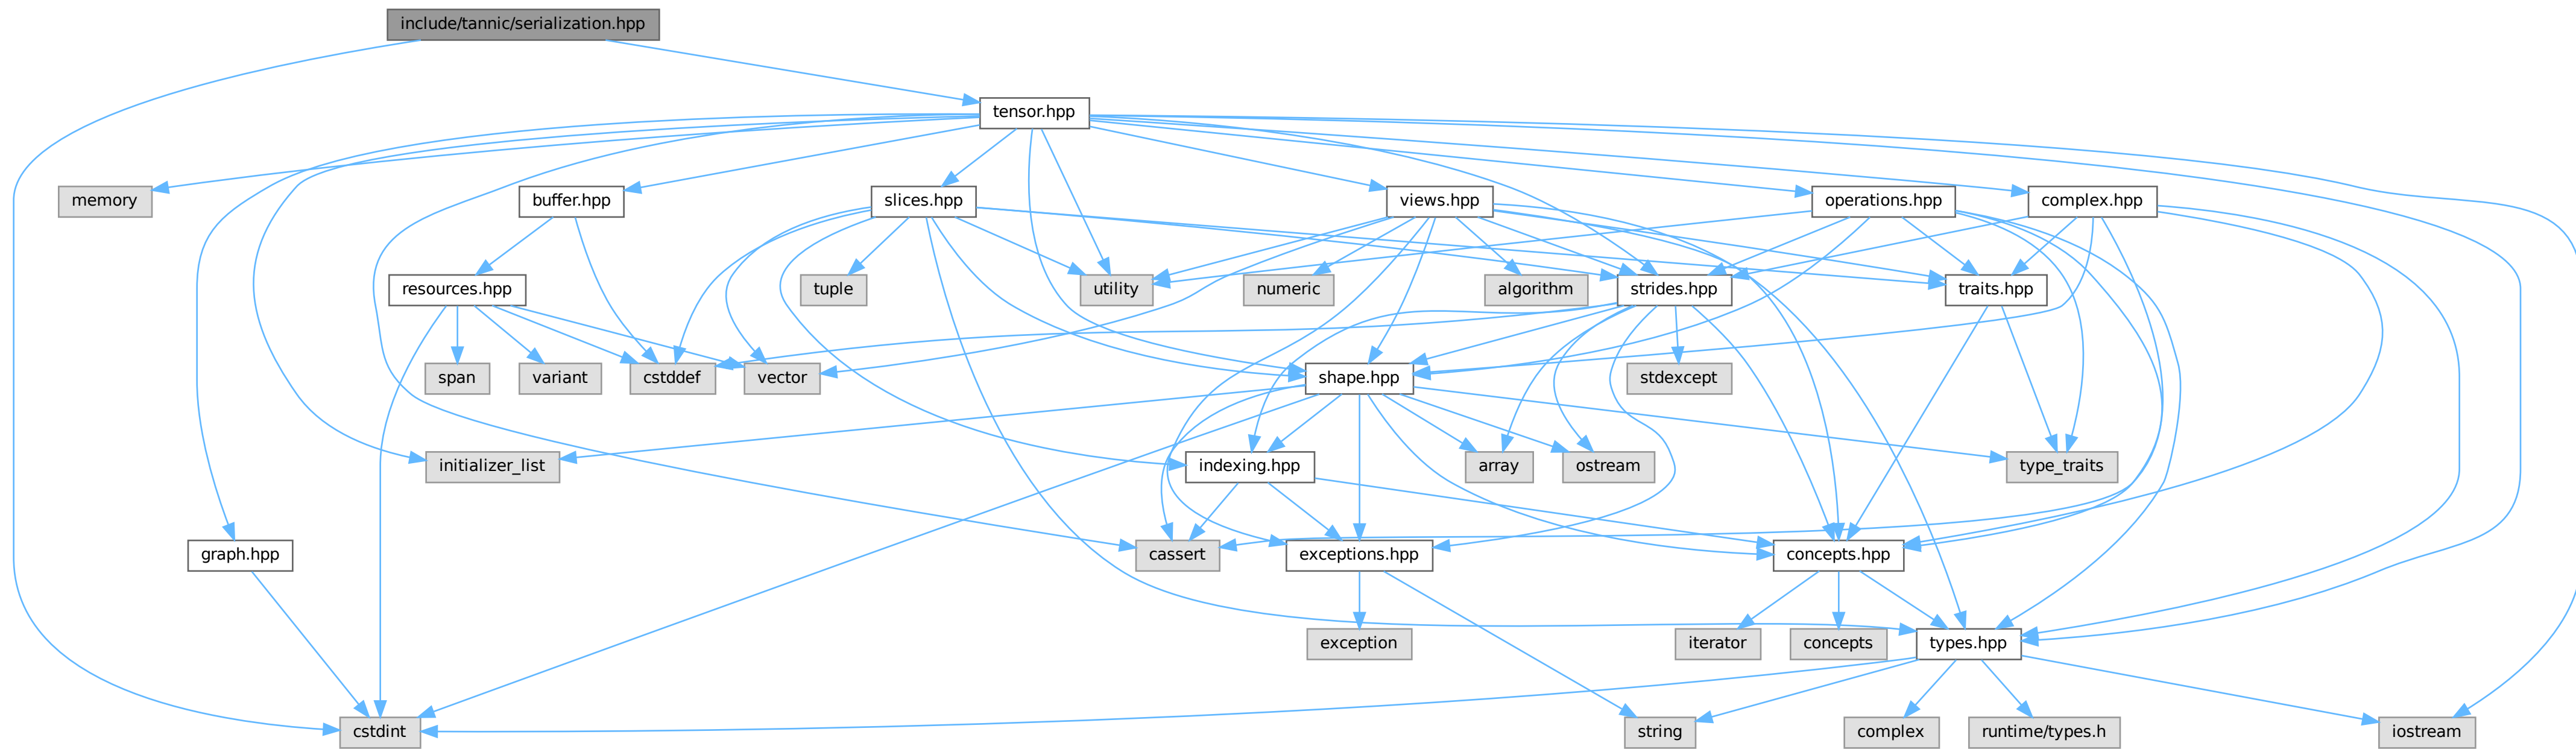 include/tannic/serialization.hpp
tensor.hpp
memory
buffer.hpp
slices.hpp
views.hpp
operations.hpp
complex.hpp
resources.hpp
tuple
utility
numeric
algorithm
strides.hpp
traits.hpp
span
variant
cstddef
vector
shape.hpp
stdexcept
initializer_list
indexing.hpp
array
ostream
type_traits
graph.hpp
cassert
exceptions.hpp
concepts.hpp
exception
iterator
concepts
types.hpp
cstdint
string
complex
runtime/types.h
iostream